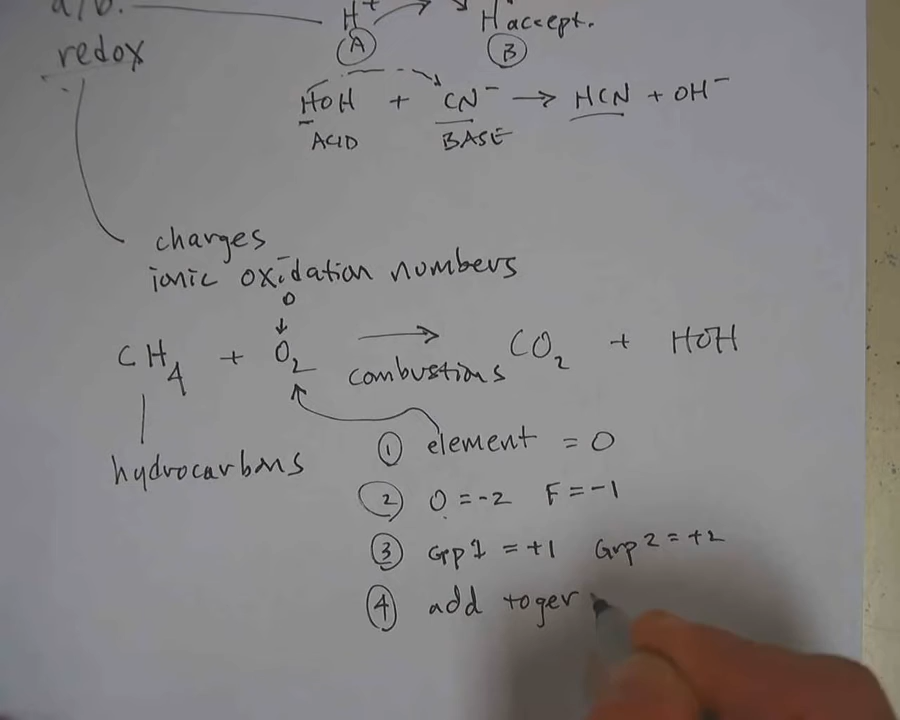 a/b. H⁺ H accept.
redox A B
HOH + CN⁻ → HCN + OH⁻
ACID BASE
charges
ionic oxidation numbers
0
CH₄ + O₂ → CO₂ + HOH
combustions
hydrocarbons
① element = 0
② O = -2 F = -1
③ Grp 1 = +1 Grp 2 = +2
④ add toger